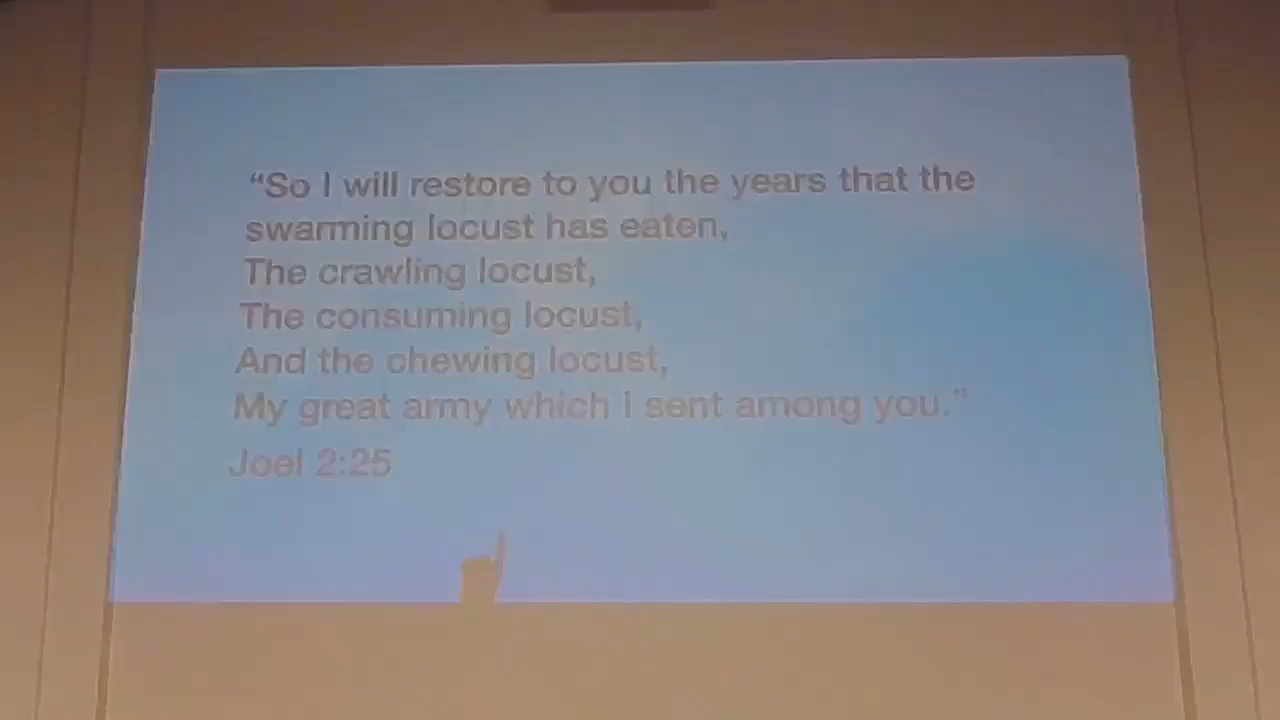 “So I will restore to you the years that the
swarming locust has eaten,
The crawling locust,
The consuming locust,
And the chewing locust,
My great army which I sent among you.”
Joel 2:25